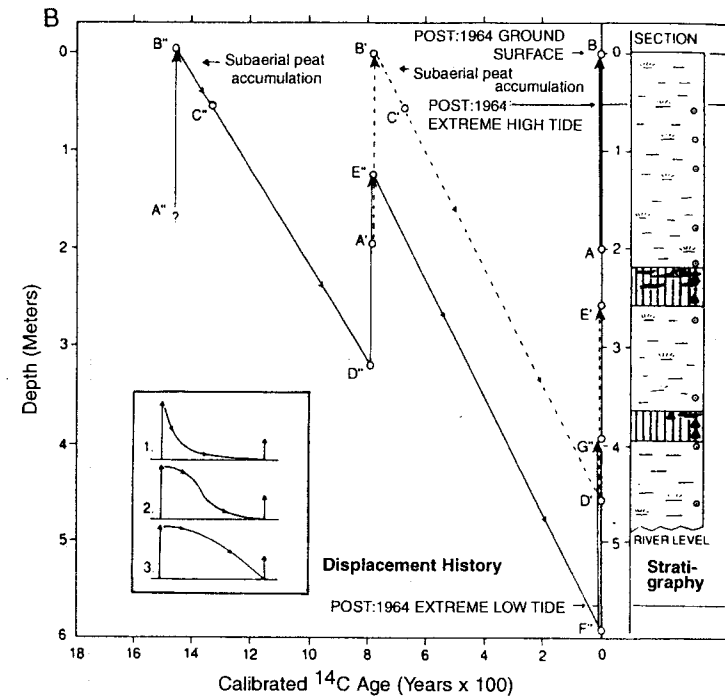 B
POST:1964 GROUND
SURFACE
B
SECTION
B"
B'
Subaerial peat
accumulation
Subaerial peat
accumulation
C"
C'
POST:1964
EXTREME HIGH TIDE
A" ?
E"
A'
A
E'
D"
G"
D'
1.
2.
3.
RIVER LEVEL
Displacement History
Strati-
graphy
POST:1964 EXTREME LOW TIDE
F"
Depth (Meters)
0
1
2
3
4
5
6
0
1
2
3
4
5
18 16 14 12 10 8 6 4 2 0
Calibrated 14C Age (Years x 100)